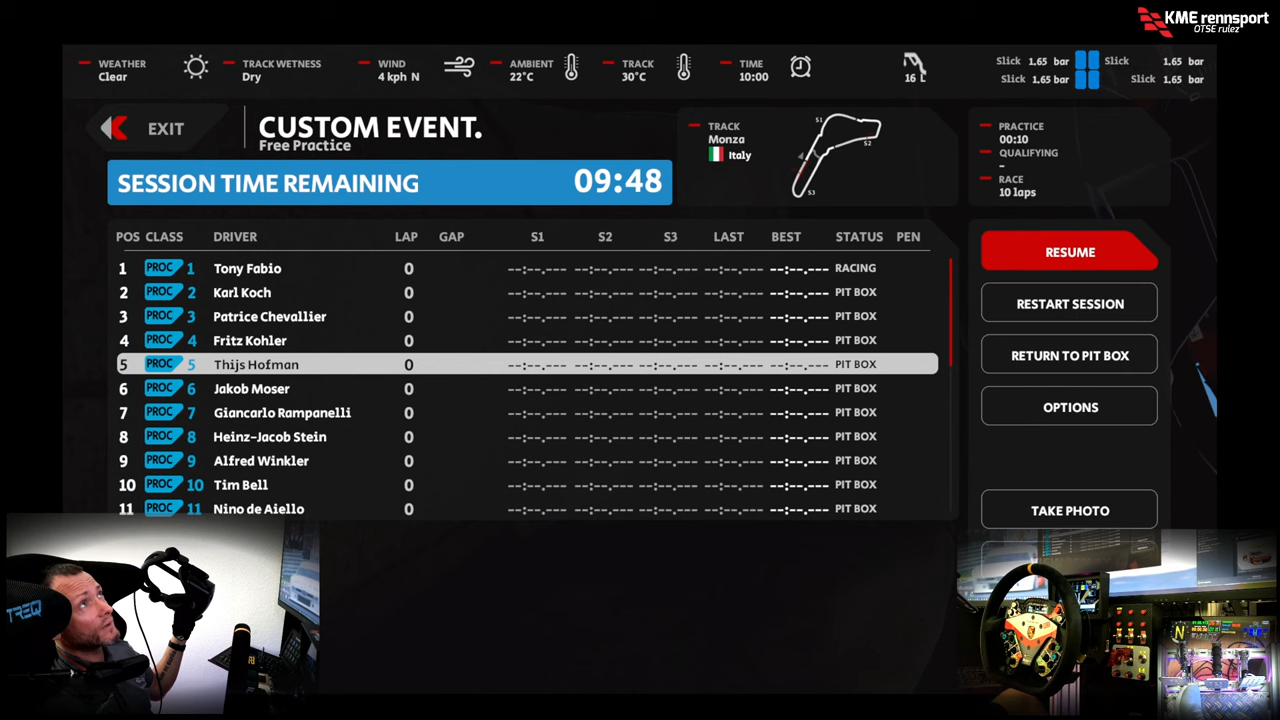 KME rennsport
OTSE rulez
WEATHER
Clear
TRACK WETNESS
Dry
WIND
4 kph N
AMBIENT
22°C
TRACK
30°C
TIME
10:00
16 L
Slick 1.65 bar Slick 1.65 bar
Slick 1.65 bar Slick 1.65 bar
EXIT
CUSTOM EVENT.
Free Practice
TRACK
Monza
Italy
S1
S2
S3
PRACTICE
00:10
QUALIFYING
-
RACE
10 laps
SESSION TIME REMAINING 09:48
POS CLASS DRIVER LAP GAP S1 S2 S3 LAST BEST STATUS PEN
1 PROC 1 Tony Fabio 0 --:--.--- --:--.--- --:--.--- --:--.--- --:--.--- RACING
2 PROC 2 Karl Koch 0 --:--.--- --:--.--- --:--.--- --:--.--- --:--.--- PIT BOX
3 PROC 3 Patrice Chevallier 0 --:--.--- --:--.--- --:--.--- --:--.--- --:--.--- PIT BOX
4 PROC 4 Fritz Kohler 0 --:--.--- --:--.--- --:--.--- --:--.--- --:--.--- PIT BOX
5 PROC 5 Thijs Hofman 0 --:--.--- --:--.--- --:--.--- --:--.--- --:--.--- PIT BOX
6 PROC 6 Jakob Moser 0 --:--.--- --:--.--- --:--.--- --:--.--- --:--.--- PIT BOX
7 PROC 7 Giancarlo Rampanelli 0 --:--.--- --:--.--- --:--.--- --:--.--- --:--.--- PIT BOX
8 PROC 8 Heinz-Jacob Stein 0 --:--.--- --:--.--- --:--.--- --:--.--- --:--.--- PIT BOX
9 PROC 9 Alfred Winkler 0 --:--.--- --:--.--- --:--.--- --:--.--- --:--.--- PIT BOX
10 PROC 10 Tim Bell 0 --:--.--- --:--.--- --:--.--- --:--.--- --:--.--- PIT BOX
11 PROC 11 Nino de Aiello 0 --:--.--- --:--.--- --:--.--- --:--.--- --:--.--- PIT BOX
RESUME
RESTART SESSION
RETURN TO PIT BOX
OPTIONS
TAKE PHOTO
TREQ
N